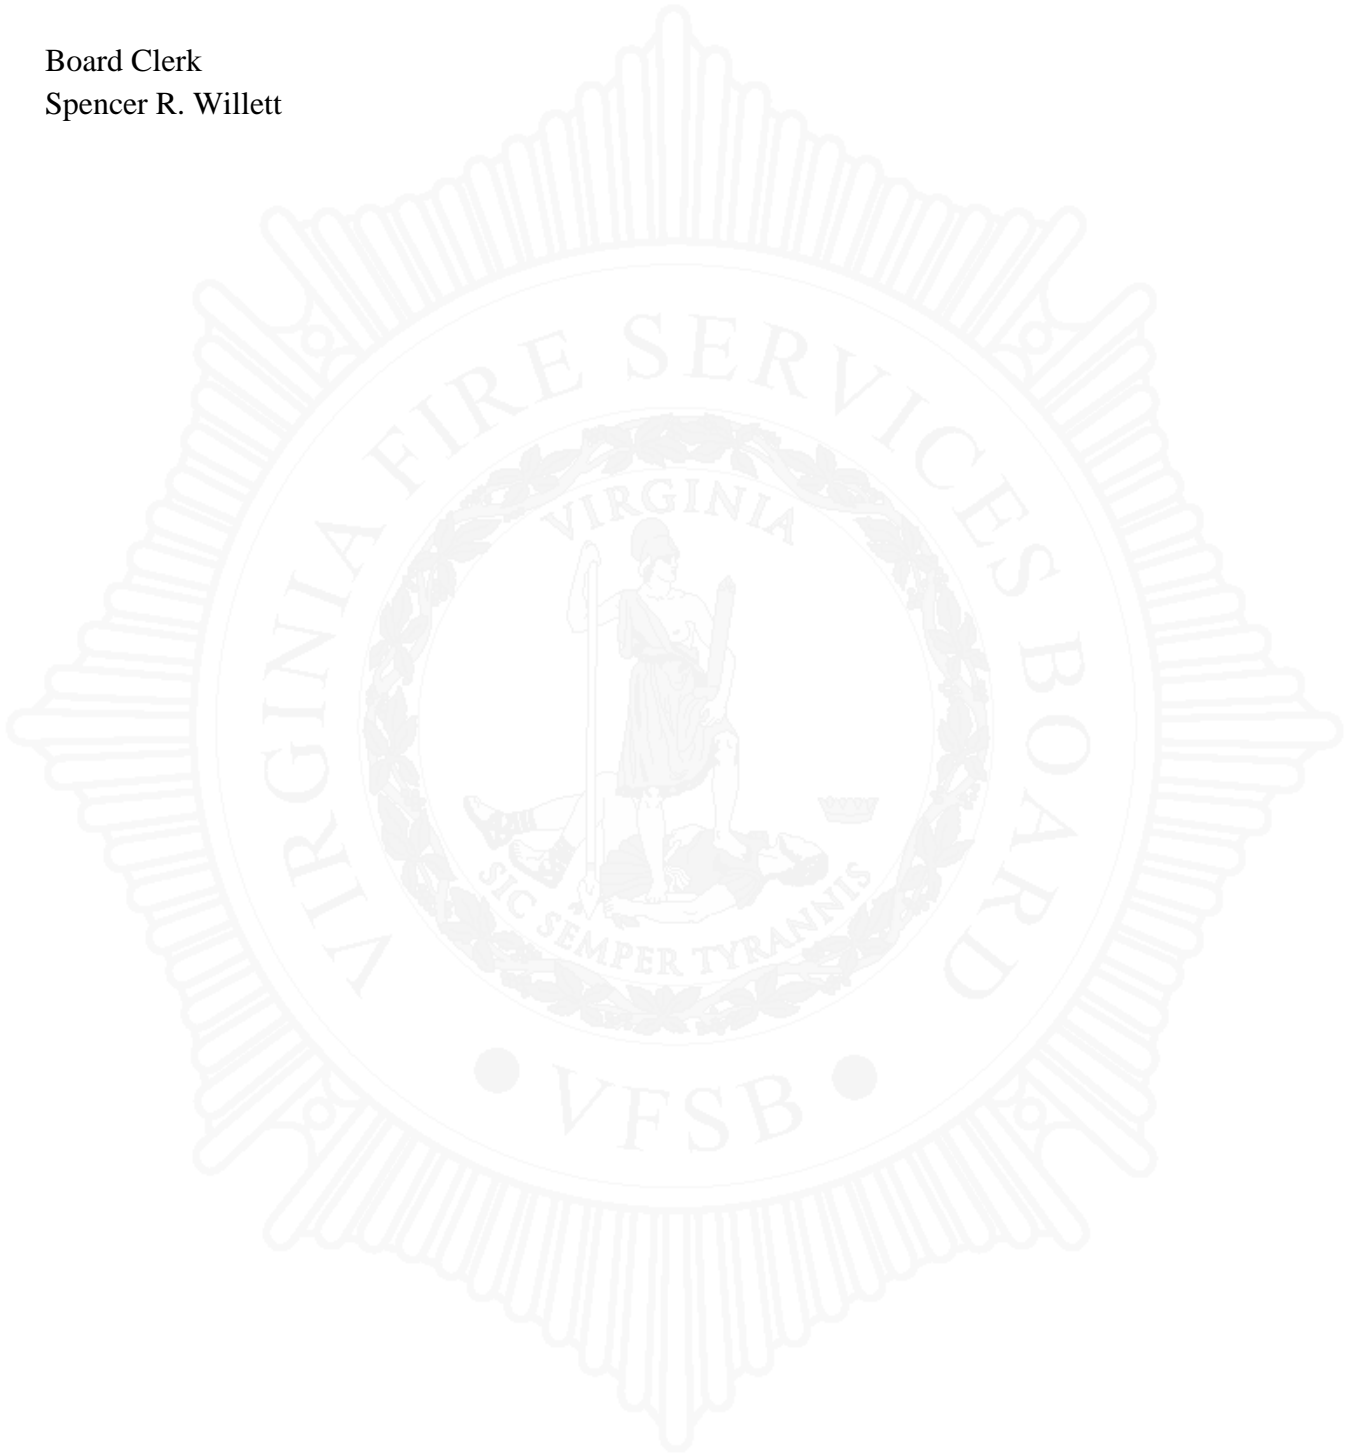 Board Clerk
Spencer R. Willett
VIRGINIA FIRE SERVICES BOARD
VIRGINIA
SIC SEMPER TYRANNIS
• VFSB •